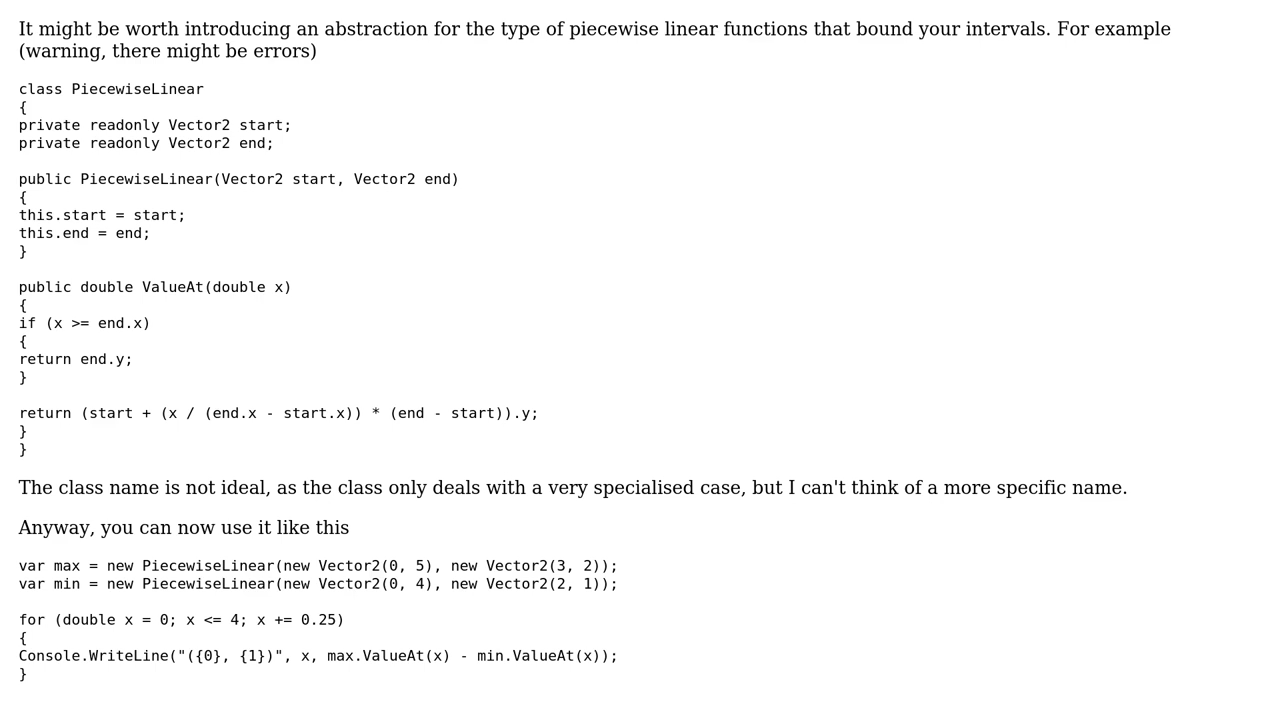 It might be worth introducing an abstraction for the type of piecewise linear functions that bound your intervals. For example
(warning, there might be errors)
class PiecewiseLinear
{
private readonly Vector2 start;
private readonly Vector2 end;
public PiecewiseLinear(Vector2 start, Vector2 end)
{
this.start = start;
this.end = end;
}
public double ValueAt(double x)
{
if (x >= end.x)
{
return end.y;
}
return (start + (x / (end.x - start.x)) * (end - start)).y;
}
}
The class name is not ideal, as the class only deals with a very specialised case, but I can't think of a more specific name.
Anyway, you can now use it like this
var max = new PiecewiseLinear(new Vector2(0, 5), new Vector2(3, 2));
var min = new PiecewiseLinear(new Vector2(0, 4), new Vector2(2, 1));
for (double x = 0; x <= 4; x += 0.25)
{
Console.WriteLine("({0}, {1})", x, max.ValueAt(x) - min.ValueAt(x));
}